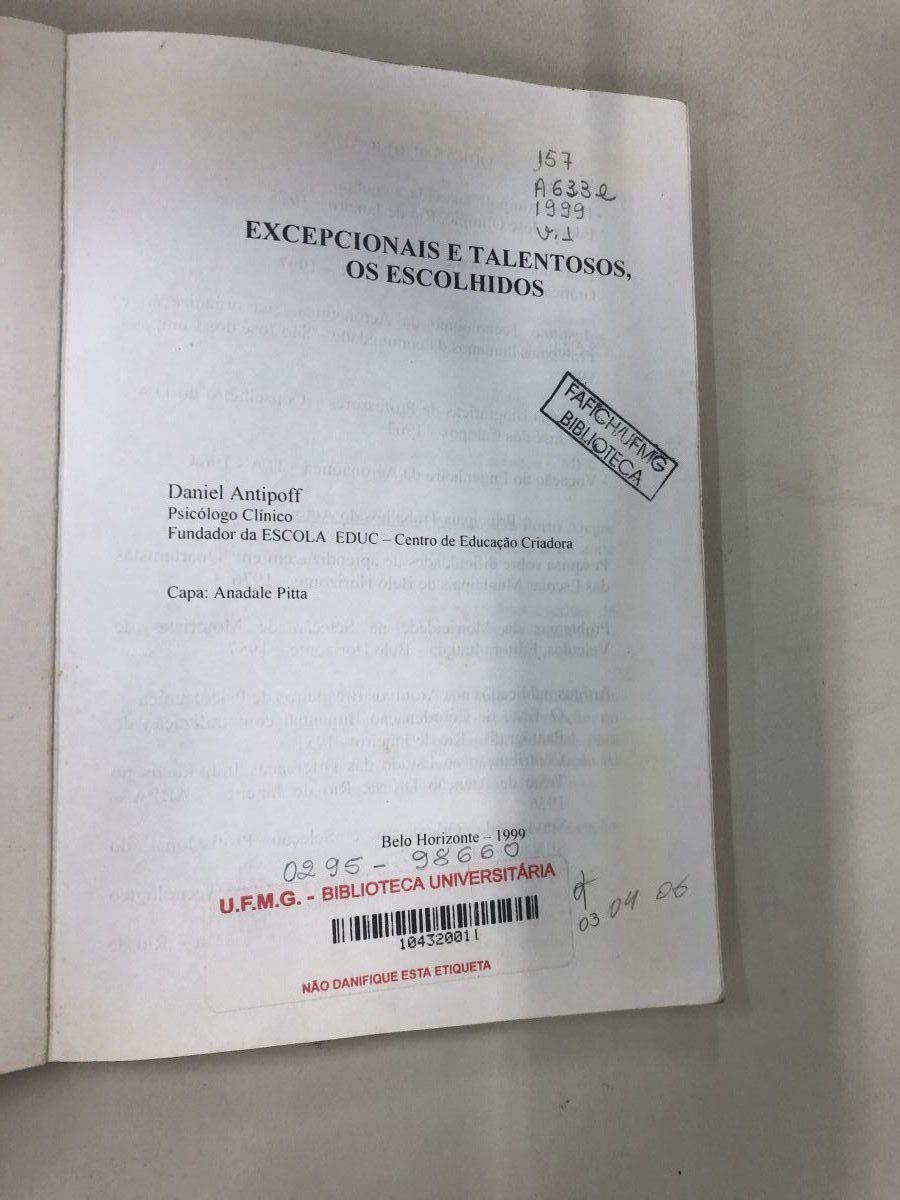 157
A633e
1999
v.1
EXCEPCIONAIS E TALENTOSOS,
OS ESCOLHIDOS
FAFICH/UFMG
BIBLIOTECA
Daniel Antipoff
Psicólogo Clínico
Fundador da ESCOLA EDUC – Centro de Educação Criadora
Capa: Anadale Pitta
Belo Horizonte – 1999
0295 - 98660
U.F.M.G. - BIBLIOTECA UNIVERSITÁRIA
104320011
NÃO DANIFIQUE ESTA ETIQUETA
03 04 06